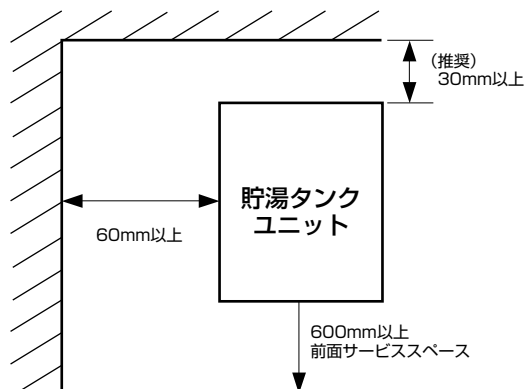 (推奨)
30mm以上
貯湯タンク
ユニット
60mm以上
600mm以上
前面サービススペース